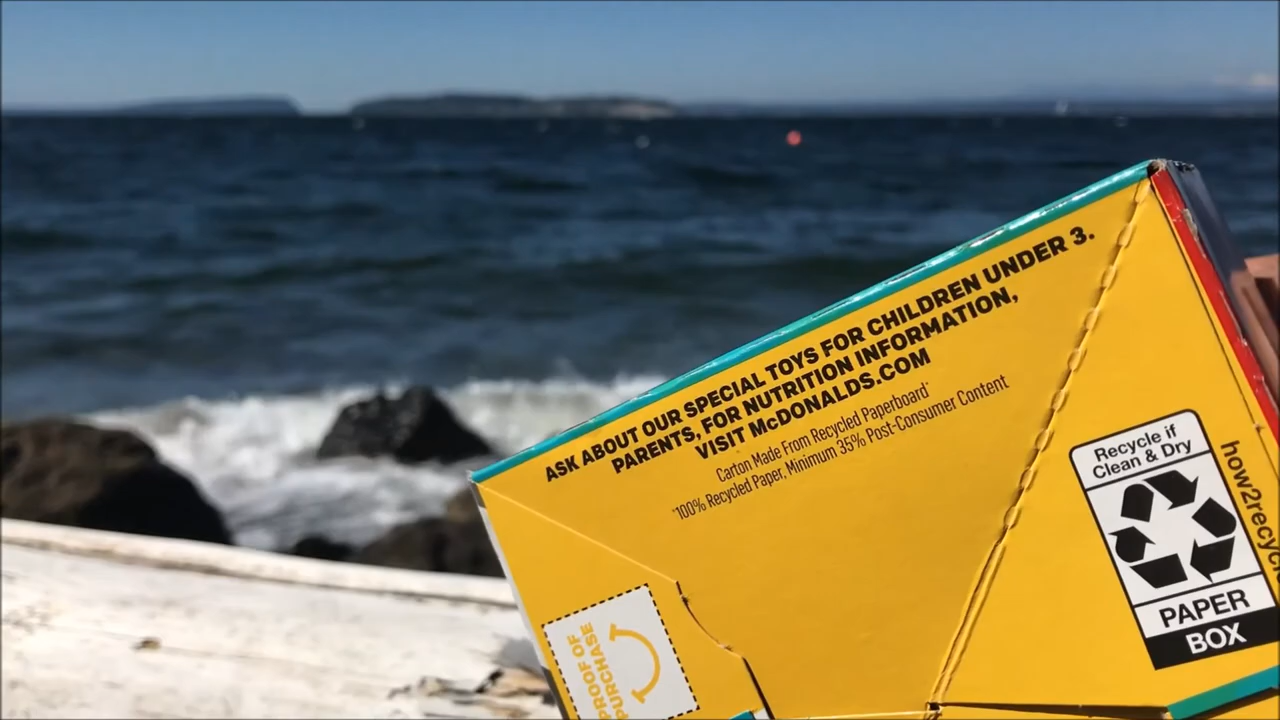 ASK ABOUT OUR SPECIAL TOYS FOR CHILDREN UNDER 3.
PARENTS, FOR NUTRITION INFORMATION,
VISIT McDONALDS.COM
Carton Made From Recycled Paperboard*
*100% Recycled Paper, Minimum 35% Post-Consumer Content
Recycle if
Clean & Dry
PAPER
BOX
how2recycl
PROOF OF
PURCHASE